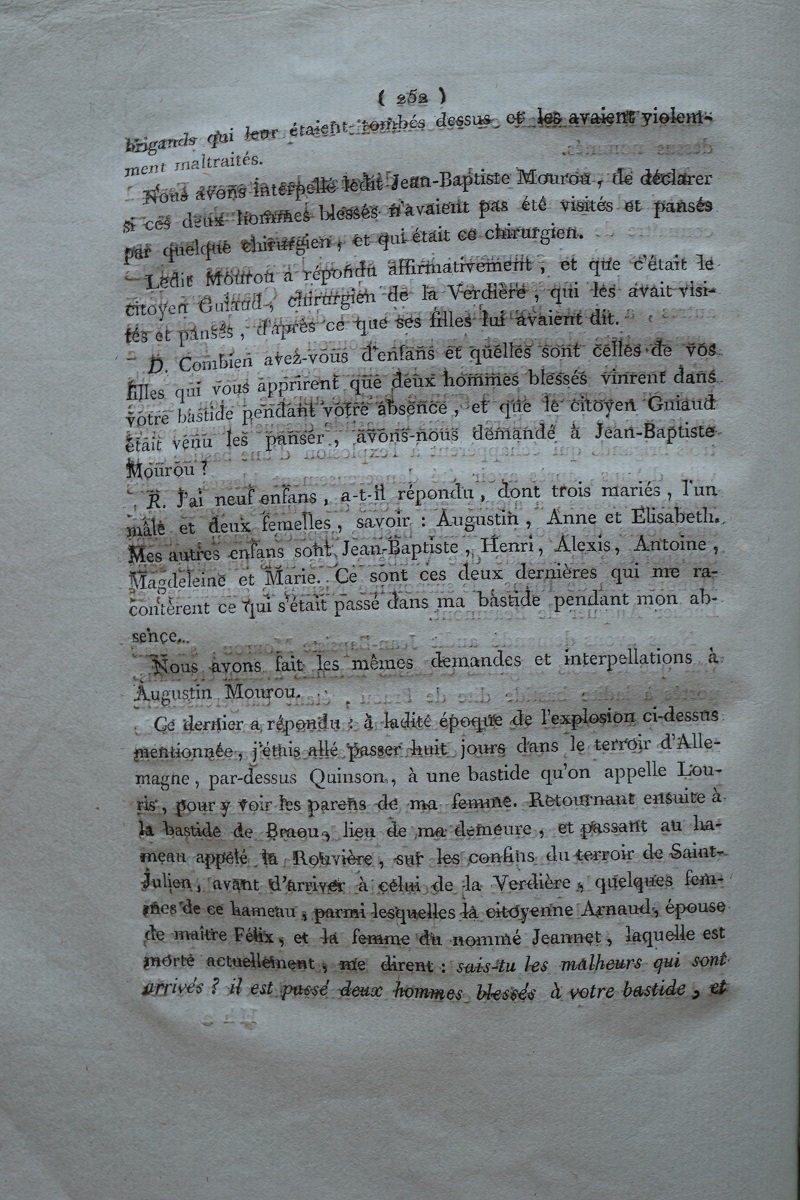 ( 252 )
brigands qui leur étaient tombés dessus et les avaient violem-
ment maltraités.
Nous avons interpellé ledit Jean-Baptiste Mourou, de déclarer
si ces deux hommes blessés n'avaient pas été visités et pansés
par quelque chirurgien, et qui était ce chirurgien.
Ledit Mourou a répondu affirmativement, et que c'était le
citoyen Guiaud, chirurgien de la Verdière, qui les avait visi-
tés et pansés, d'après ce que ses filles lui avaient dit.
D. Combien avez-vous d'enfans et quelles sont celles de vos
filles qui vous apprirent que deux hommes blessés vinrent dans
votre bastide pendant votre absence, et que le citoyen Guiaud
était venu les panser, avons-nous demandé à Jean-Baptiste
Mourou ?
R. J'ai neuf enfans, a-t-il répondu, dont trois mariés, l'un
mâle et deux femelles, savoir : Augustin, Anne et Elisabeth.
Mes autres enfans sont Jean-Baptiste, Henri, Alexis, Antoine,
Magdeleine et Marie. Ce sont ces deux dernières qui me ra-
contèrent ce qui s'était passé dans ma bastide pendant mon ab-
sence.
Nous avons fait les mêmes demandes et interpellations à
Augustin Mourou.
Ce dernier a répondu : à ladite époque de l'explosion ci-dessus
mentionnée, j'étais allé passer huit jours dans le terroir d'Alle-
magne, par-dessus Quinson, à une bastide qu'on appelle Lou-
ris, pour y voir les parens de ma femme. Retournant ensuite à
la bastide de Braou, lieu de ma demeure, et passant au ha-
meau appelé la Rouvière, sur les confins du terroir de Saint-
Julien, avant d'arriver à celui de la Verdière, quelques fem-
mes de ce hameau, parmi lesquelles la citoyenne Arnaud, épouse
de maître Félix, et la femme du nommé Jeannet, laquelle est
morte actuellement, me dirent : sais-tu les malheurs qui sont
arrivés ? il est passé deux hommes blessés à votre bastide, et